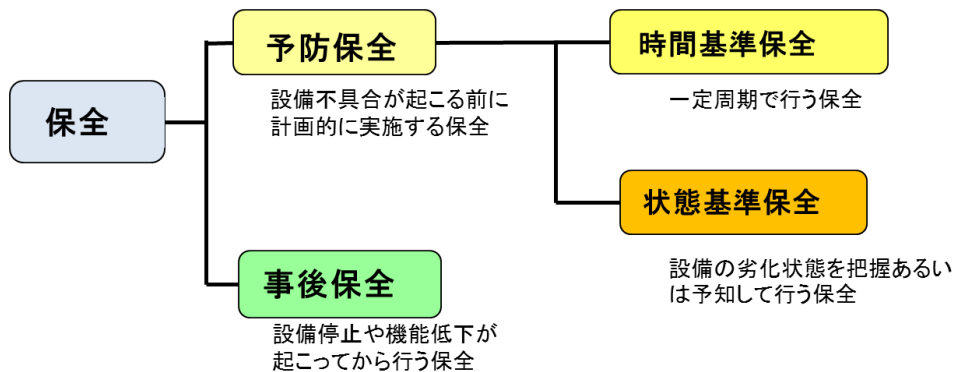 保全
予防保全
設備不具合が起こる前に
計画的に実施する保全
時間基準保全
一定周期で行う保全
状態基準保全
設備の劣化状態を把握あるい
は予知して行う保全
事後保全
設備停止や機能低下が
起こってから行う保全